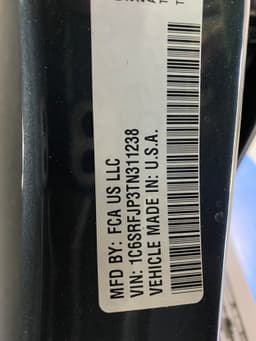 MFD BY: FCA US LLC
VIN: 1C6SRFJP3TN311238
VEHICLE MADE IN: U.S.A.